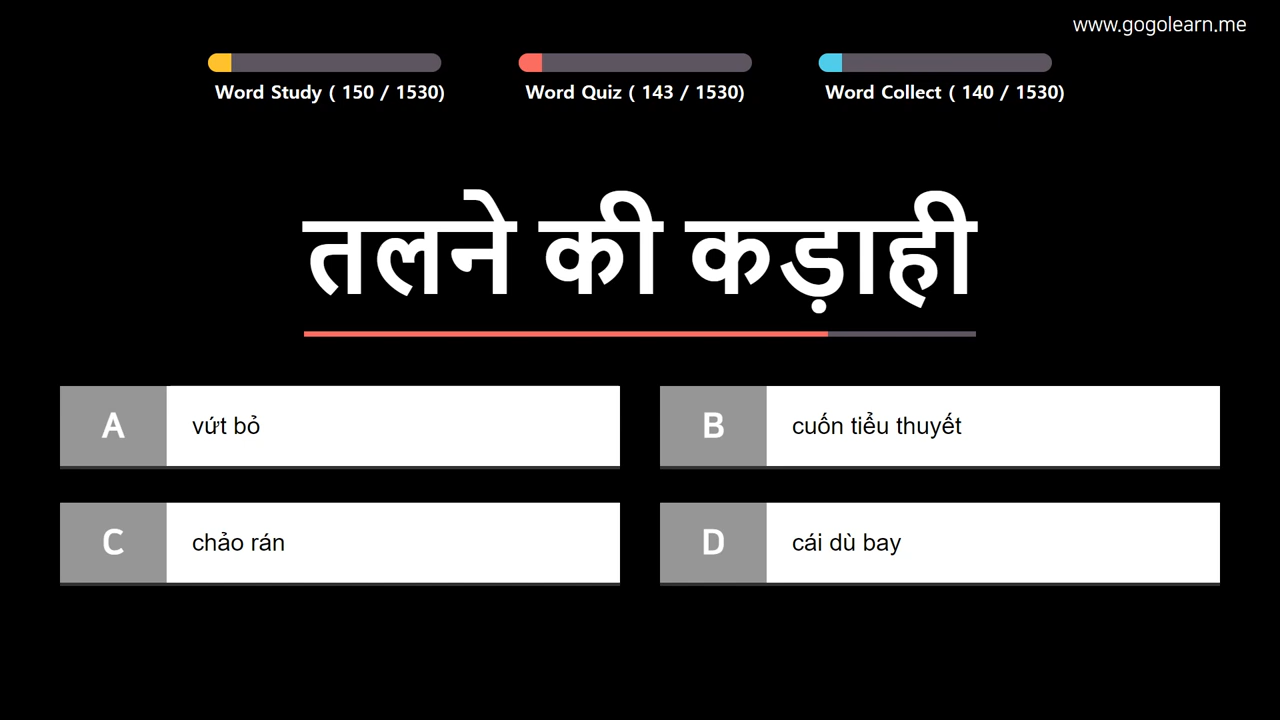 www.gogolearn.me
Word Study ( 150 / 1530)
Word Quiz ( 143 / 1530)
Word Collect ( 140 / 1530)
तलने की कड़ाही
A vứt bỏ
B cuốn tiểu thuyết
C chảo rán
D cái dù bay